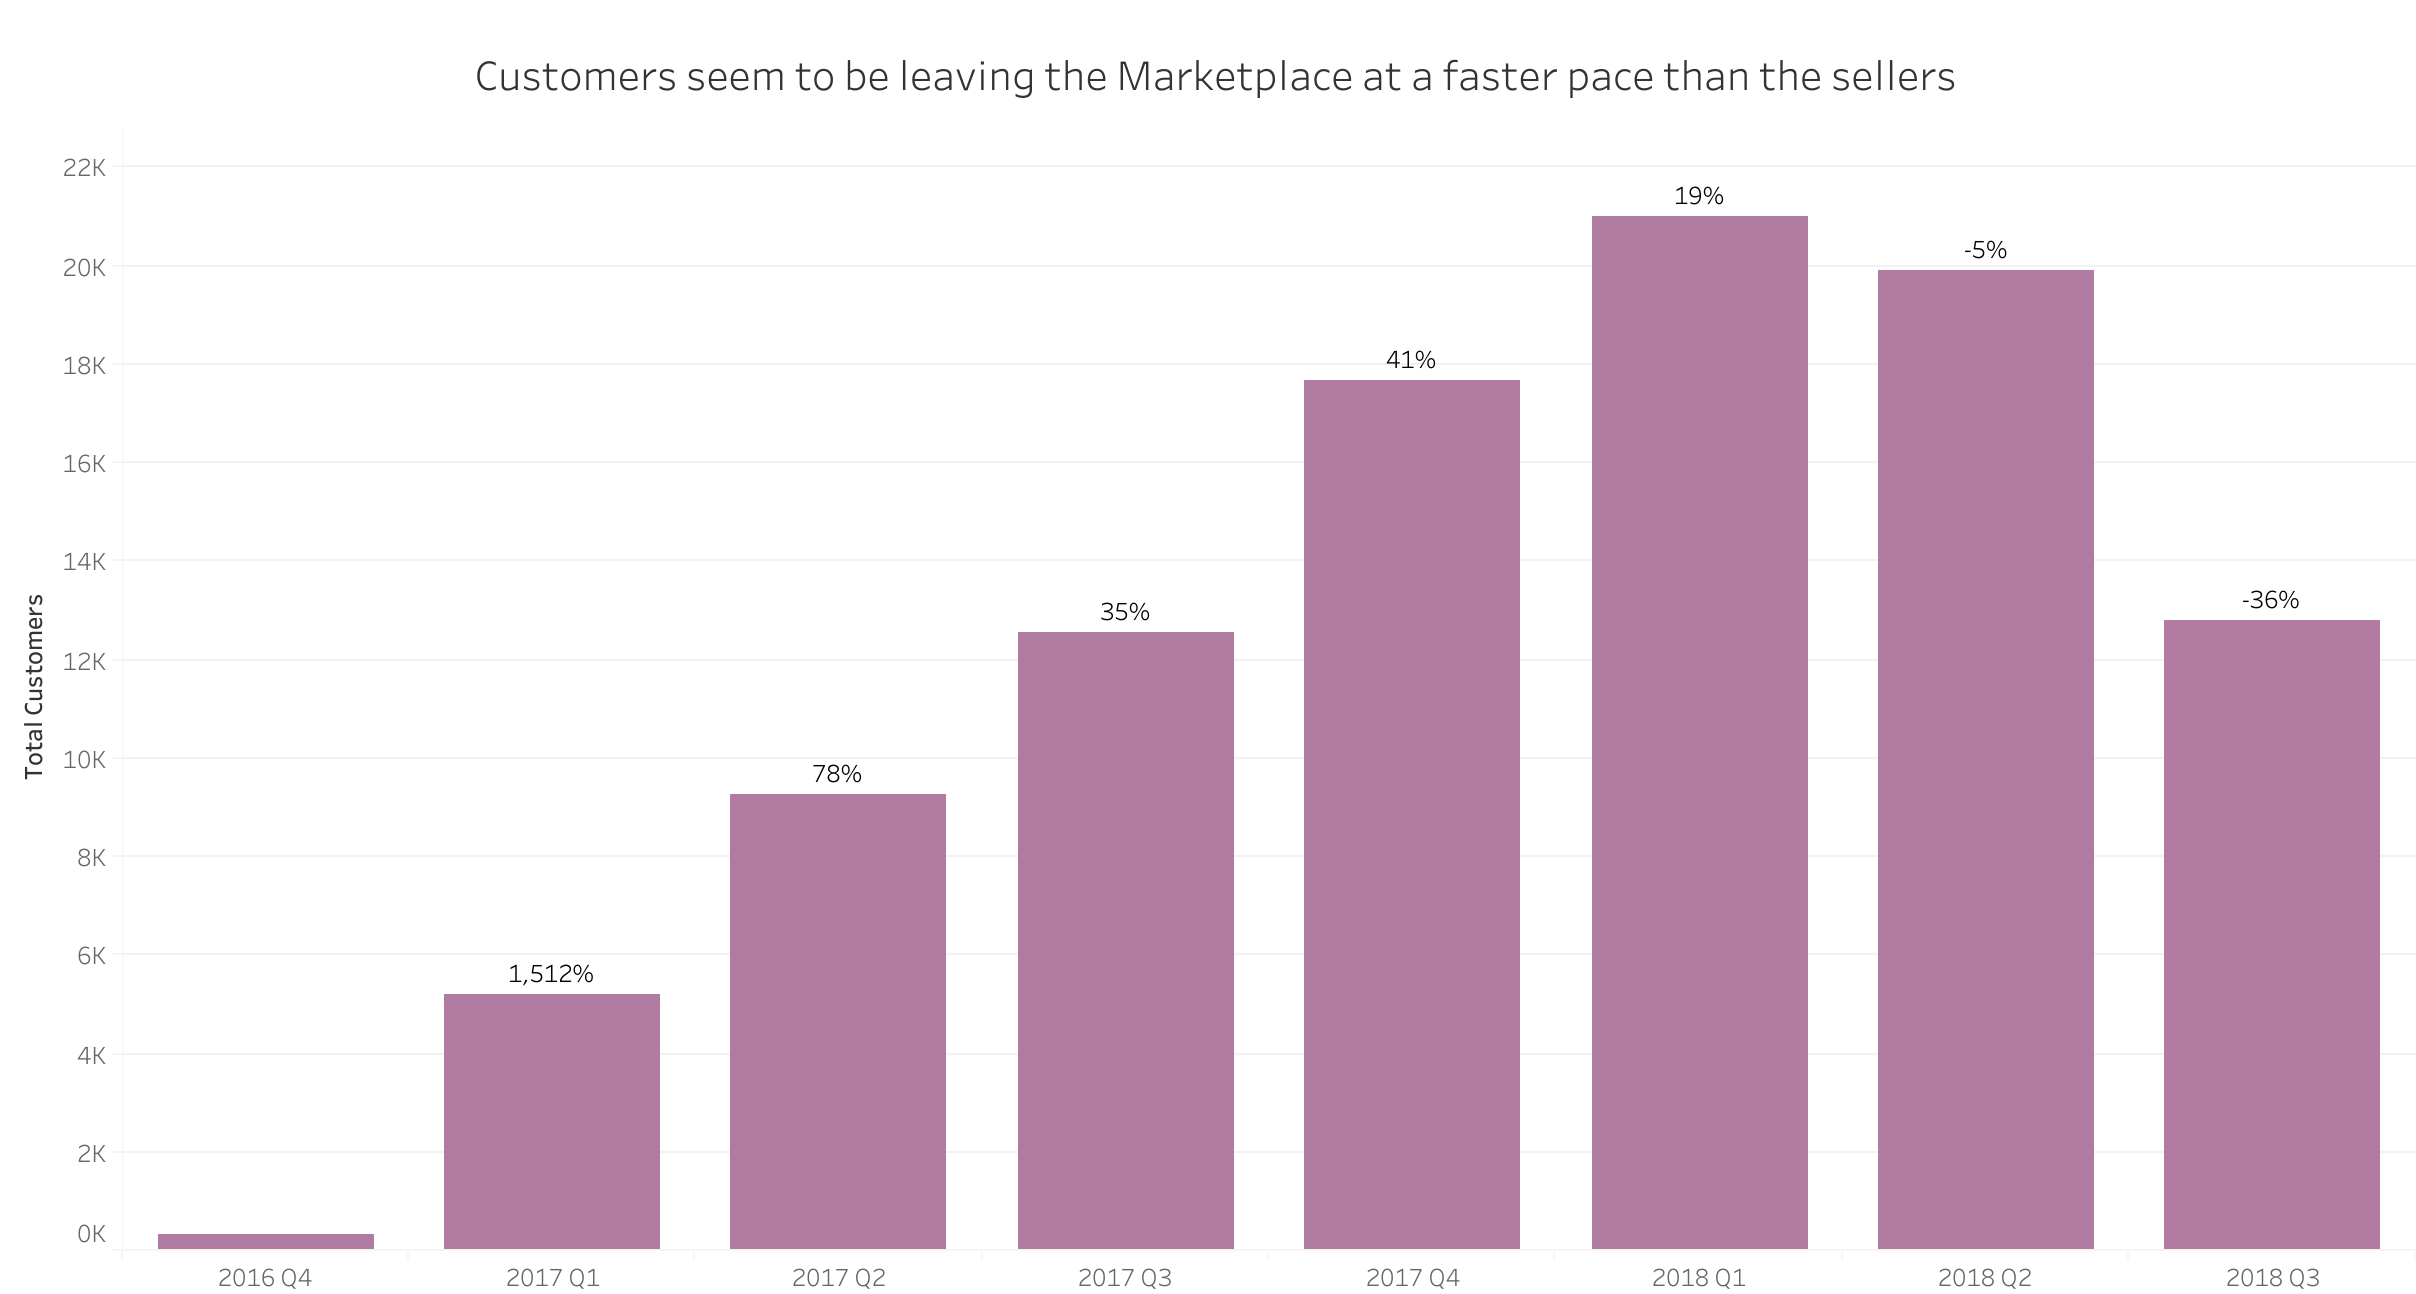 Customers seem to be leaving the Marketplace at a faster pace than the sellers
Total Customers
22K
20K
18K
16K
14K
12K
10K
8K
6K
4K
2K
0K
1,512%
78%
35%
41%
19%
-5%
-36%
2016 Q4
2017 Q1
2017 Q2
2017 Q3
2017 Q4
2018 Q1
2018 Q2
2018 Q3